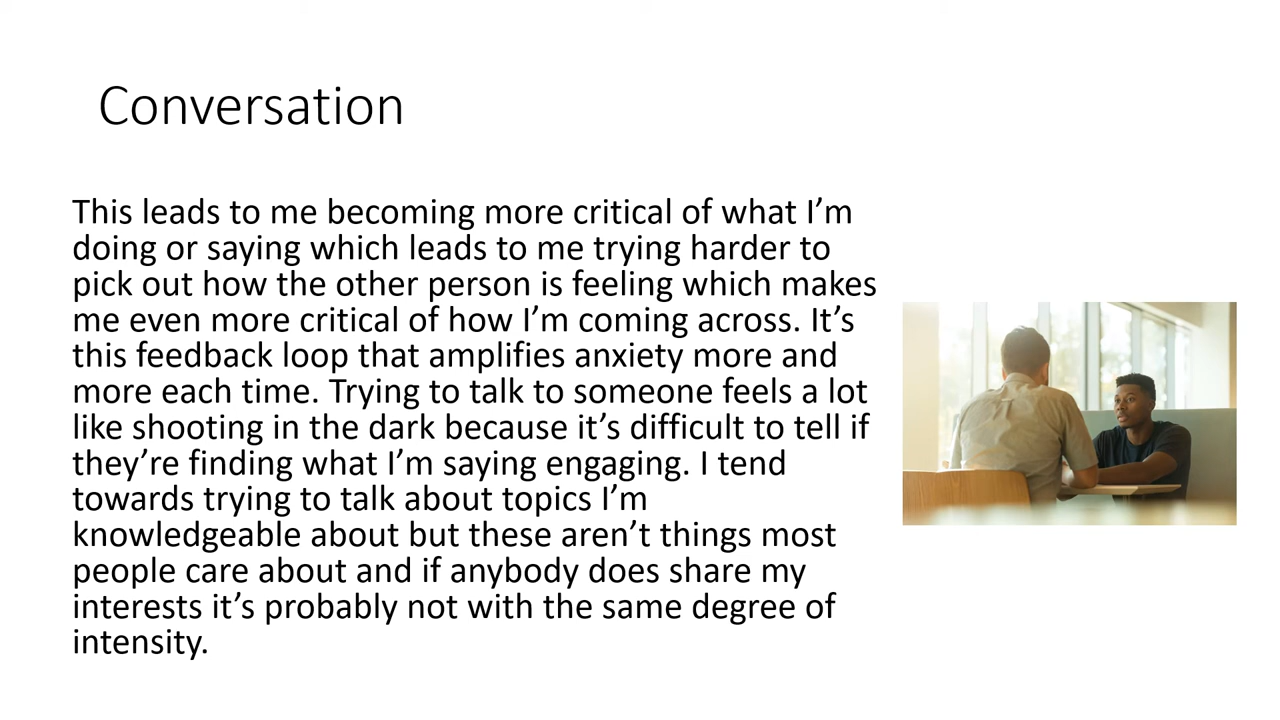 Conversation
This leads to me becoming more critical of what I’m
doing or saying which leads to me trying harder to
pick out how the other person is feeling which makes
me even more critical of how I’m coming across. It’s
this feedback loop that amplifies anxiety more and
more each time. Trying to talk to someone feels a lot
like shooting in the dark because it’s difficult to tell if
they’re finding what I’m saying engaging. I tend
towards trying to talk about topics I’m
knowledgeable about but these aren’t things most
people care about and if anybody does share my
interests it’s probably not with the same degree of
intensity.